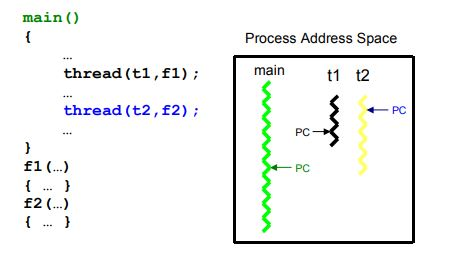 main()
{
…
thread(t1,f1);
…
thread(t2,f2);
…
}
f1(…)
{ … }
f2(…)
{ … }
Process Address Space
main t1 t2
PC
PC
PC